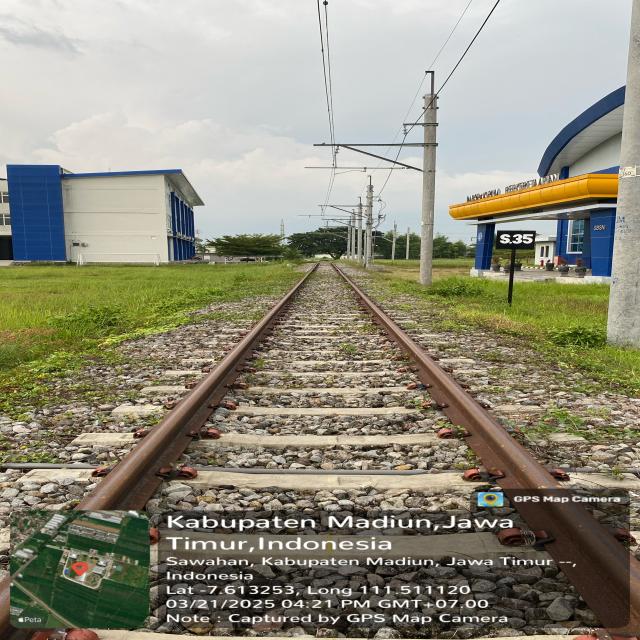 SBSN
S.35
GPS Map Camera
Kabupaten Madiun,Jawa
Timur,Indonesia
Sawahan, Kabupaten Madiun, Jawa Timur --,
Indonesia
Lat -7.613253, Long 111.511120
03/21/2025 04:21 PM GMT+07.00
Note : Captured by GPS Map Camera
Peta